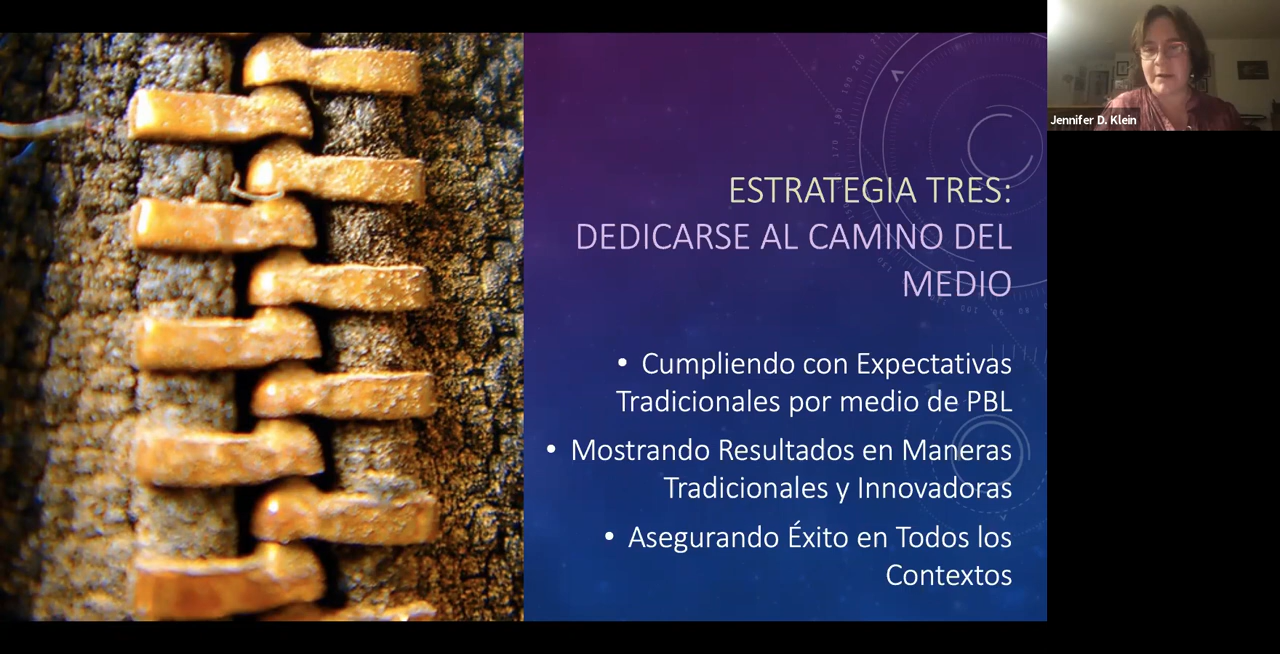 Jennifer D. Klein
ESTRATEGIA TRES:
DEDICARSE AL CAMINO DEL
MEDIO
• Cumpliendo con Expectativas
Tradicionales por medio de PBL
• Mostrando Resultados en Maneras
Tradicionales y Innovadoras
• Asegurando Éxito en Todos los
Contextos